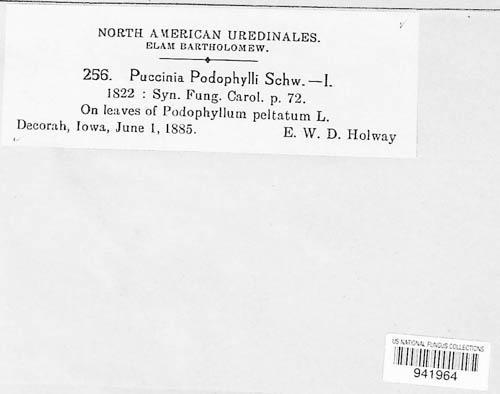 NORTH AMERICAN UREDINALES.
ELAM BARTHOLOMEW.
256. Puccinia Podophylli Schw.—I.
1822 : Syn. Fung. Carol. p. 72.
On leaves of Podophyllum peltatum L.
Decorah, Iowa, June 1, 1885. E. W. D. Holway
US NATIONAL FUNGUS COLLECTIONS
941964